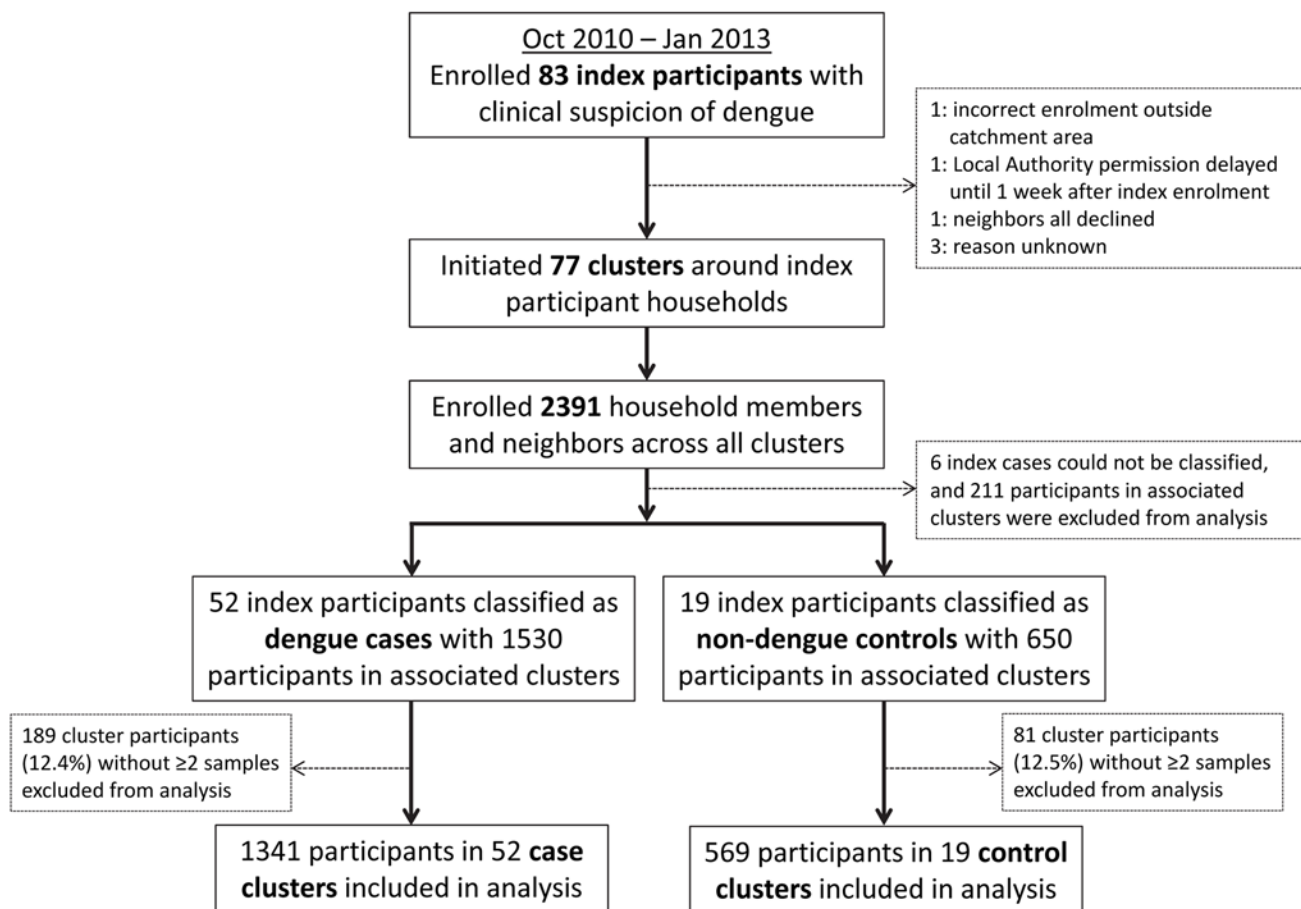 Oct 2010 – Jan 2013
Enrolled 83 index participants with
clinical suspicion of dengue
1: incorrect enrolment outside
catchment area
1: Local Authority permission delayed
until 1 week after index enrolment
1: neighbors all declined
3: reason unknown
Initiated 77 clusters around index
participant households
Enrolled 2391 household members
and neighbors across all clusters
6 index cases could not be classified,
and 211 participants in associated
clusters were excluded from analysis
52 index participants classified as
dengue cases with 1530
participants in associated clusters
19 index participants classified as
non-dengue controls with 650
participants in associated clusters
189 cluster participants
(12.4%) without ≥2 samples
excluded from analysis
81 cluster participants
(12.5%) without ≥2 samples
excluded from analysis
1341 participants in 52 case
clusters included in analysis
569 participants in 19 control
clusters included in analysis